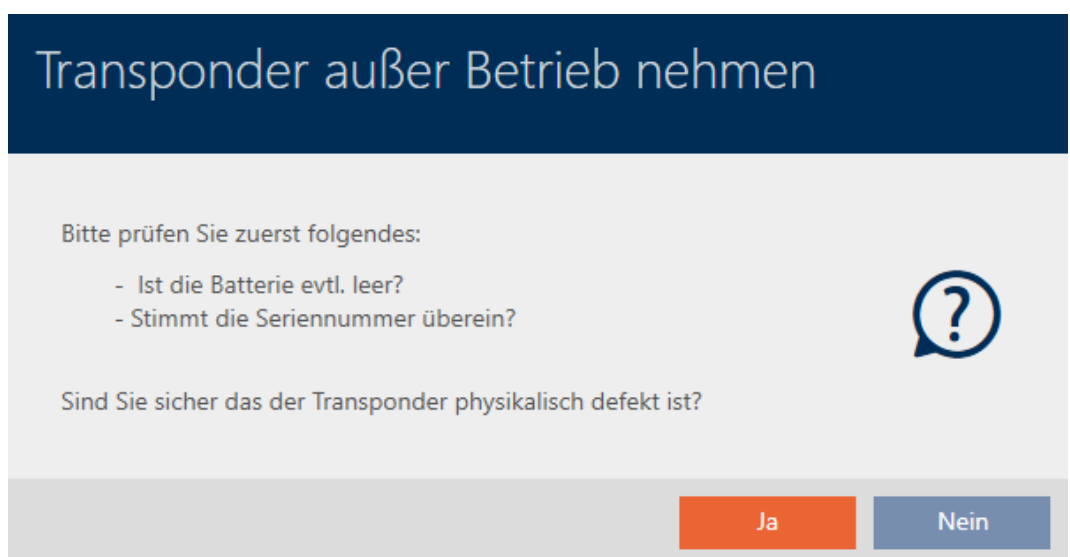 Transponder außer Betrieb nehmen
Bitte prüfen Sie zuerst folgendes:
- Ist die Batterie evtl. leer?
- Stimmt die Seriennummer überein?
?
Sind Sie sicher das der Transponder physikalisch defekt ist?
Ja
Nein